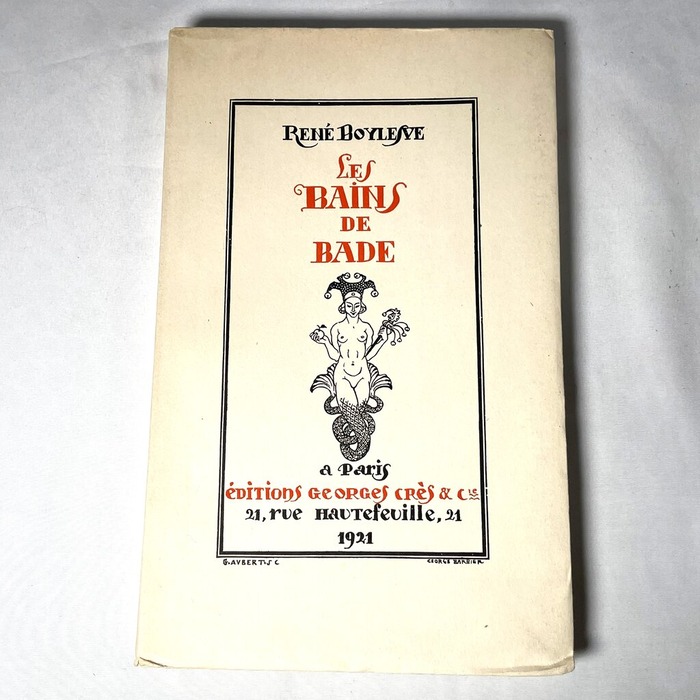 RENÉ BOYLESVE
LES
BAINS
DE
BADE
a PARIS
ÉDITIONS GEORGES CRÈS & Cie
21, rue HAUTEFEUILLE, 21
1921
G. AUBERT. SC
GEORGE BARBIER